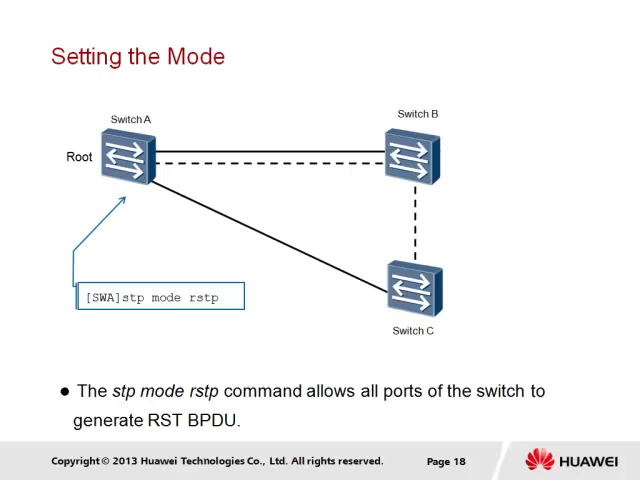 Setting the Mode
Switch A
Switch B
Root
[SWA]stp mode rstp
Switch C
● The stp mode rstp command allows all ports of the switch to
generate RST BPDU.
Copyright © 2013 Huawei Technologies Co., Ltd. All rights reserved.
Page 18
HUAWEI